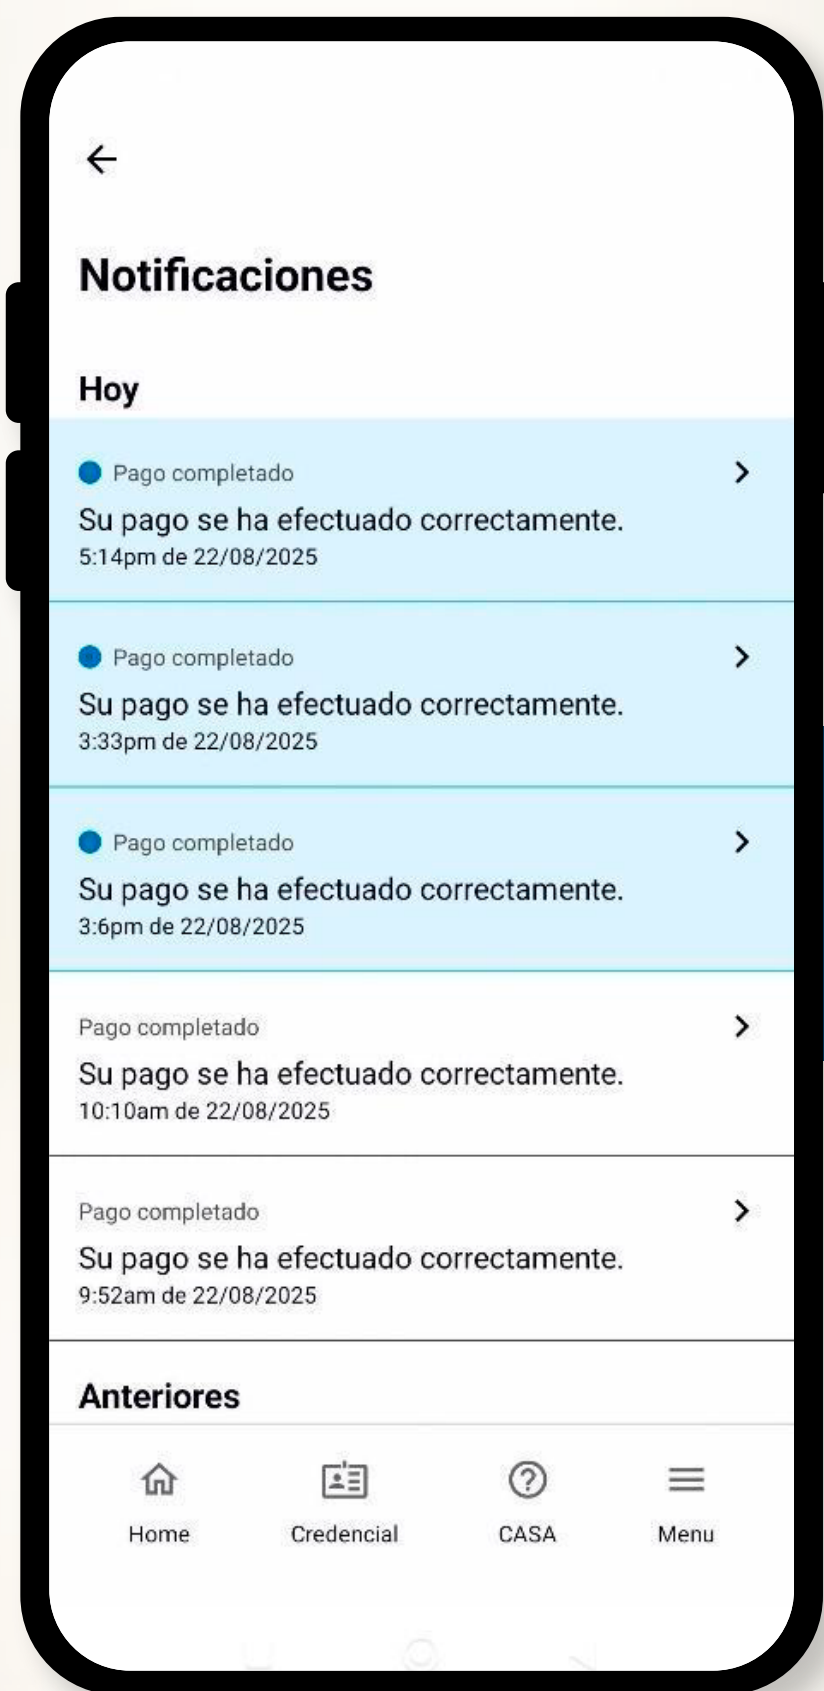 Notificaciones
Hoy
Pago completado
Su pago se ha efectuado correctamente.
5:14pm de 22/08/2025
Pago completado
Su pago se ha efectuado correctamente.
3:33pm de 22/08/2025
Pago completado
Su pago se ha efectuado correctamente.
3:6pm de 22/08/2025
Pago completado
Su pago se ha efectuado correctamente.
10:10am de 22/08/2025
Pago completado
Su pago se ha efectuado correctamente.
9:52am de 22/08/2025
Anteriores
Home Credencial CASA Menu